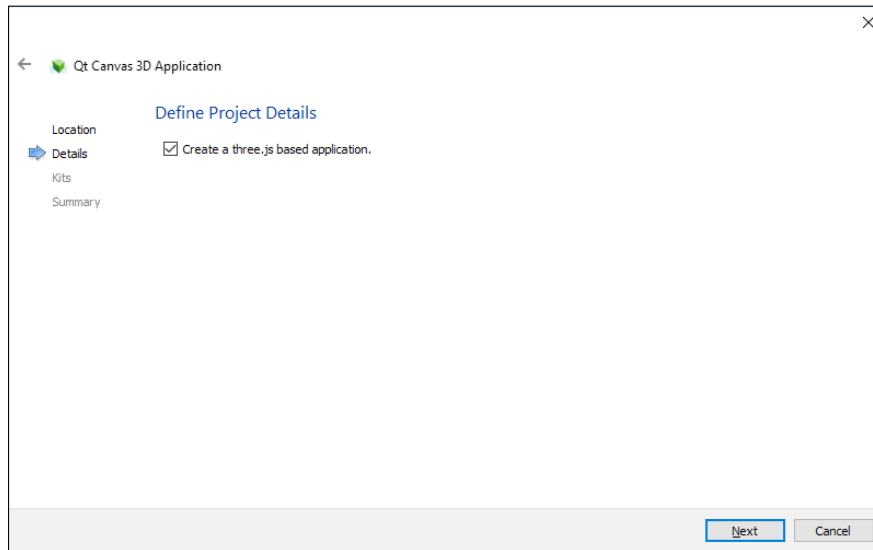 Qt Canvas 3D Application
Define Project Details
Location
Create a three.js based application.
Details
Kits
Summary
Next
Cancel